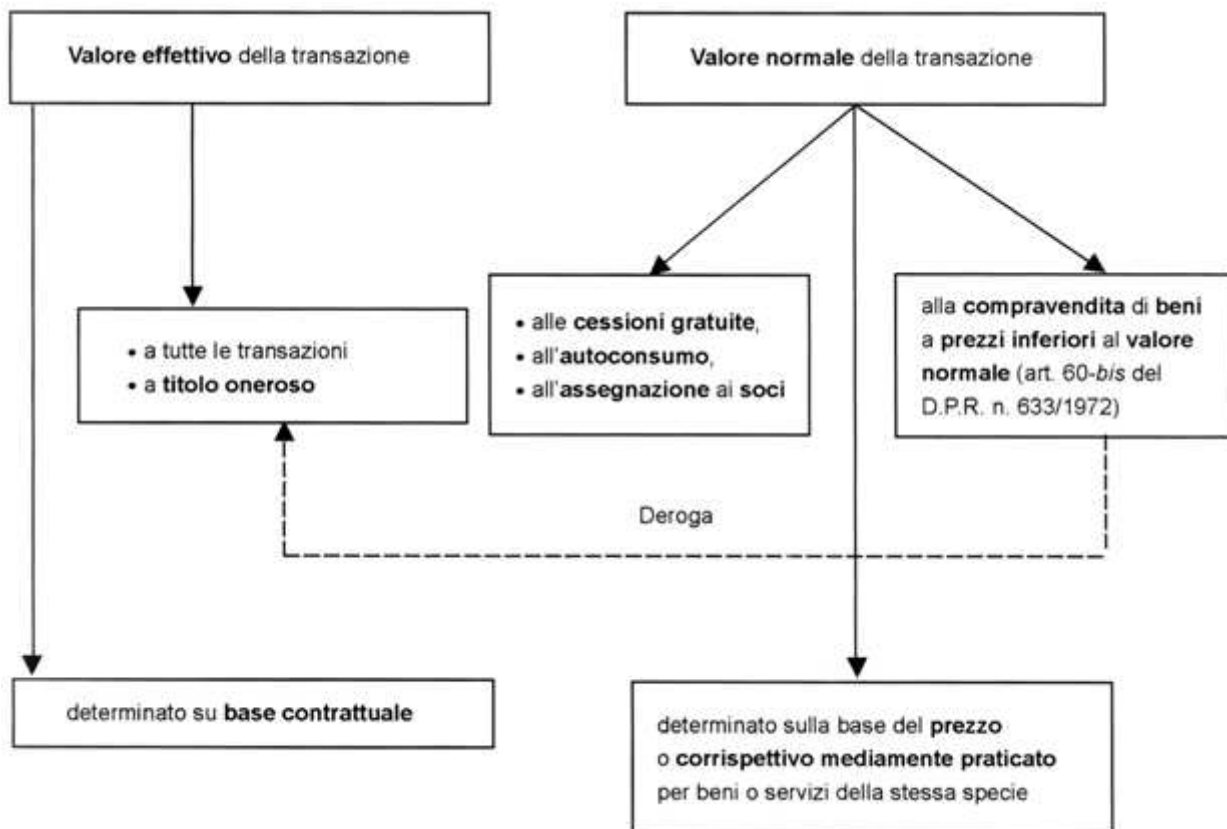 Valore effettivo della transazione
Valore normale della transazione
• a tutte le transazioni
• a titolo oneroso
• alle cessioni gratuite,
• all'autoconsumo,
• all'assegnazione ai soci
alla compravendita di beni
a prezzi inferiori al valore
normale (art. 60-bis del
D.P.R. n. 633/1972)
Deroga
determinato su base contrattuale
determinato sulla base del prezzo
o corrispettivo mediamente praticato
per beni o servizi della stessa specie